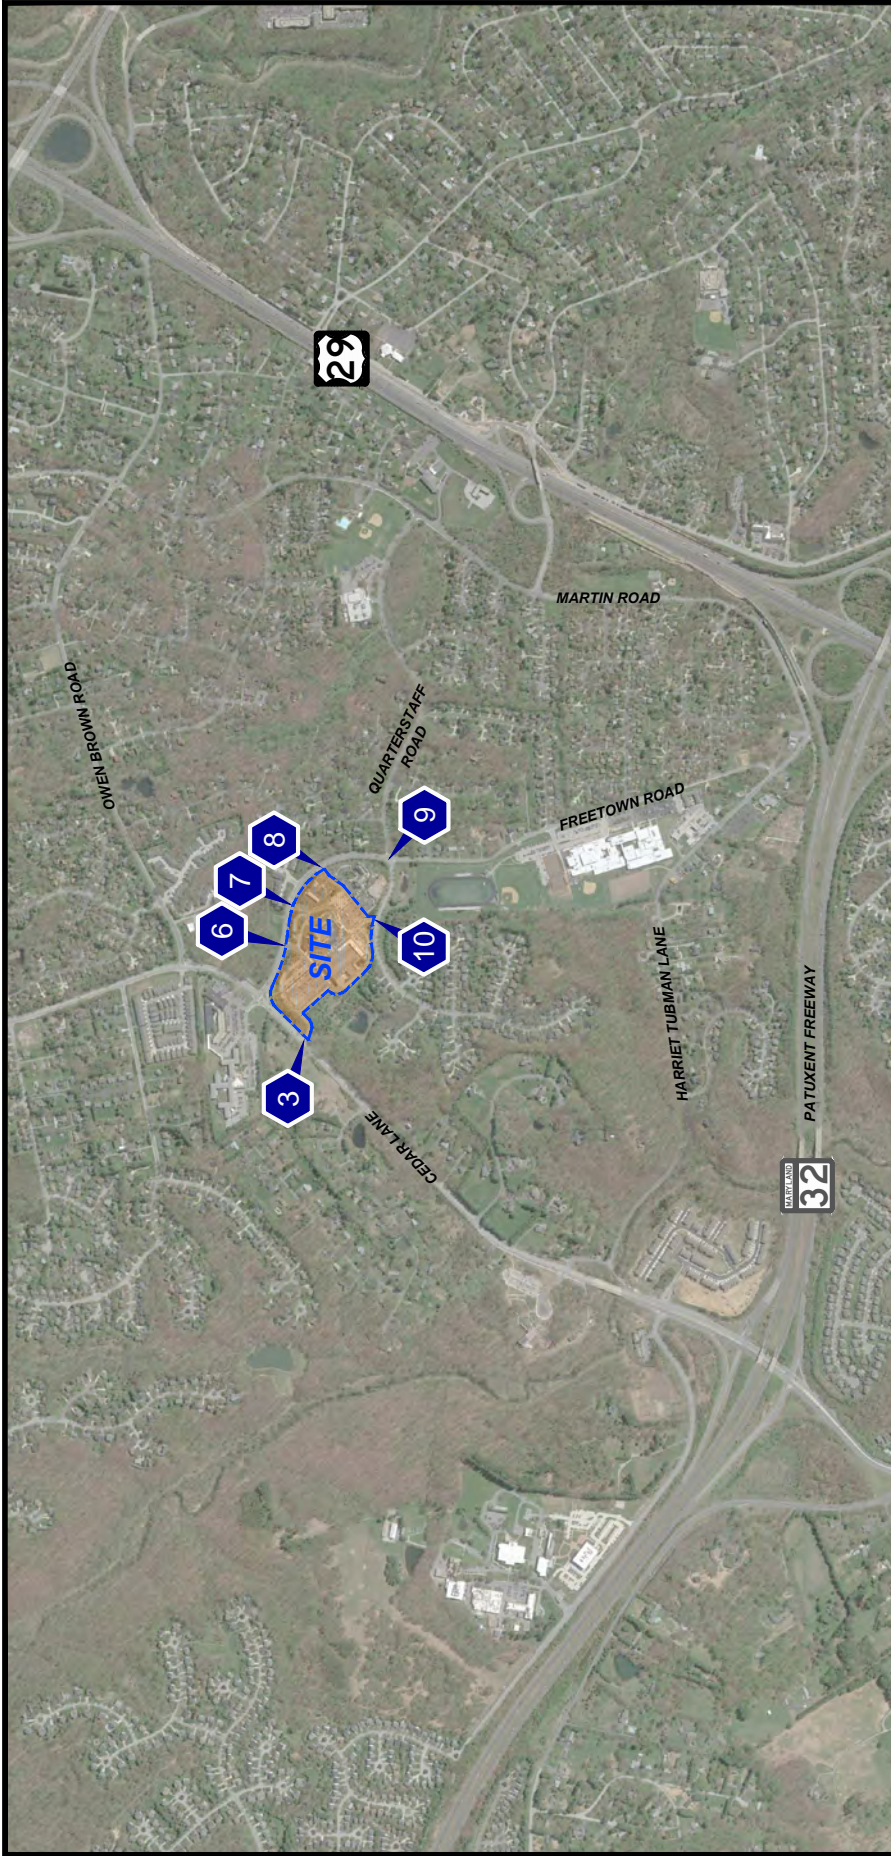 29
OWEN BROWN ROAD
MARTIN ROAD
QUARTERSTAFF
ROAD
FREETOWN ROAD
8
9
7
6
SITE
10
3
HARRIET TUBMAN LANE
CEDAR LANE
PATUXENT FREEWAY
MARYLAND
32